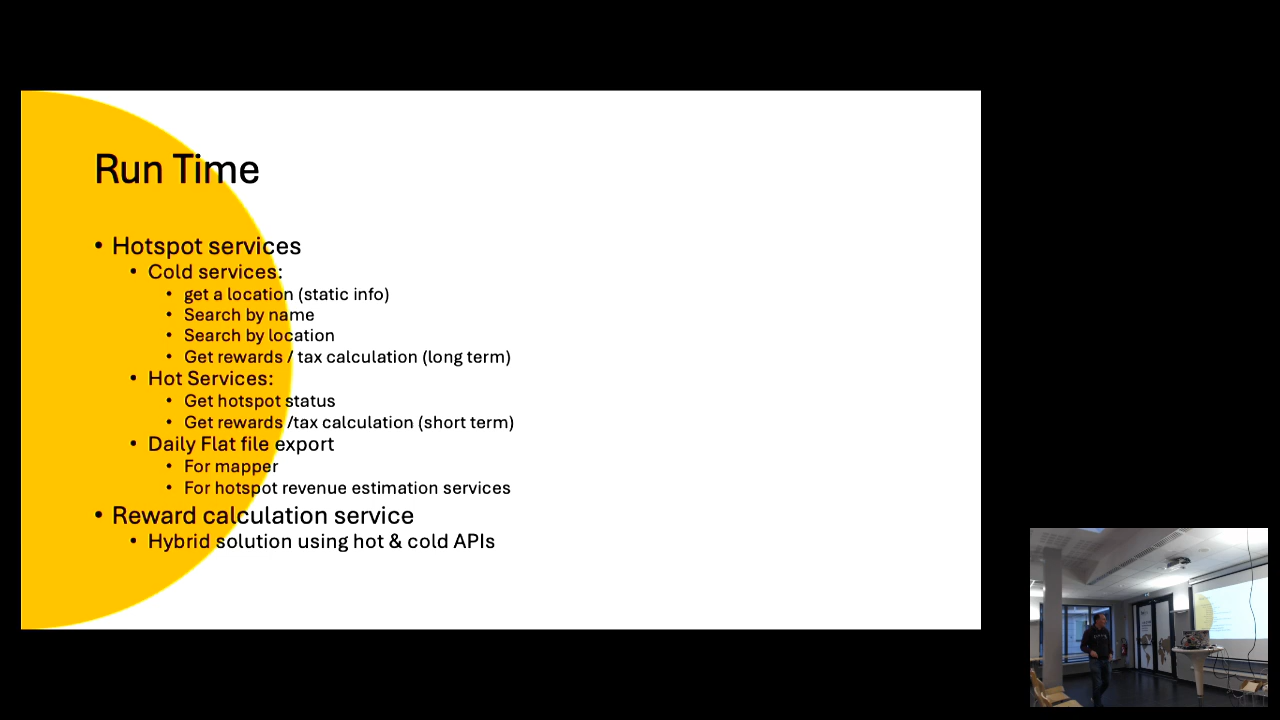 Run Time
• Hotspot services
• Cold services:
• get a location (static info)
• Search by name
• Search by location
• Get rewards / tax calculation (long term)
• Hot Services:
• Get hotspot status
• Get rewards /tax calculation (short term)
• Daily Flat file export
• For mapper
• For hotspot revenue estimation services
• Reward calculation service
• Hybrid solution using hot & cold APIs